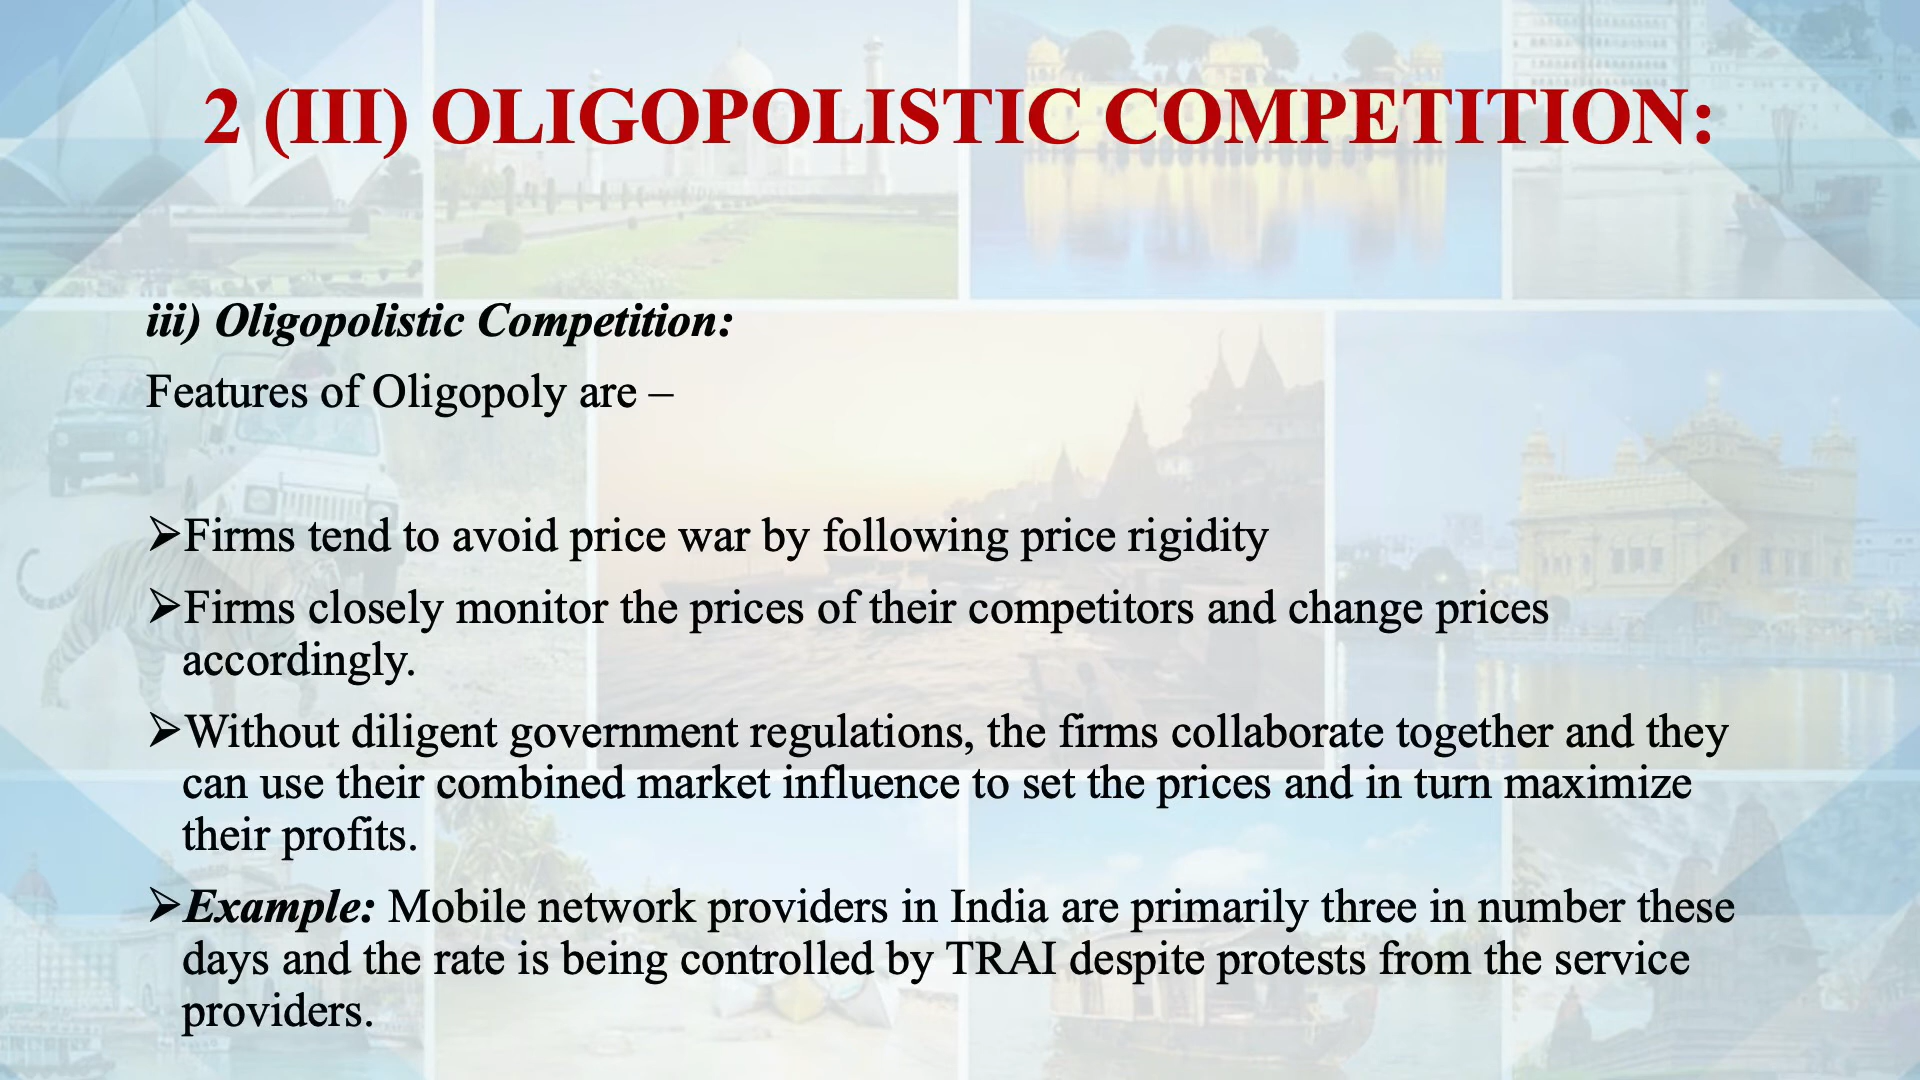 2 (III) OLIGOPOLISTIC COMPETITION:
iii) Oligopolistic Competition:
Features of Oligopoly are –
➢Firms tend to avoid price war by following price rigidity
➢Firms closely monitor the prices of their competitors and change prices
accordingly.
➢Without diligent government regulations, the firms collaborate together and they
can use their combined market influence to set the prices and in turn maximize
their profits.
➢Example: Mobile network providers in India are primarily three in number these
days and the rate is being controlled by TRAI despite protests from the service
providers.